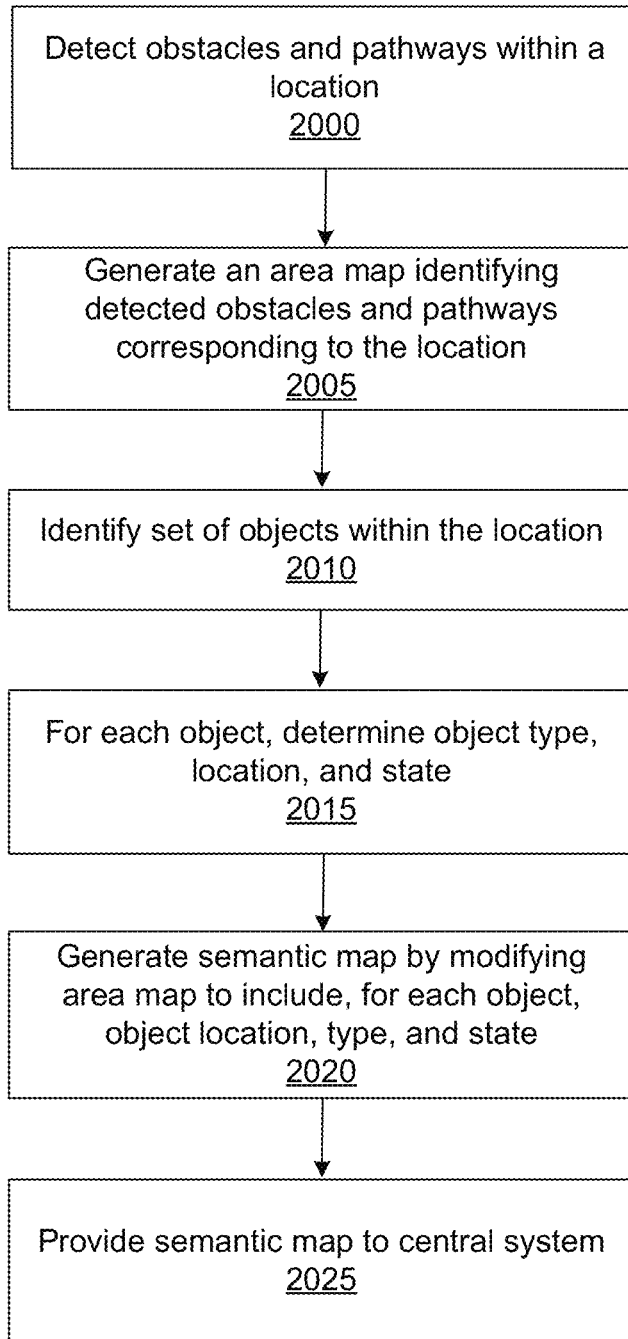 Detect obstacles and pathways within a
location
2000
Generate an area map identifying
detected obstacles and pathways
corresponding to the location
2005
Identify set of objects within the location
2010
For each object, determine object type,
location, and state
2015
Generate semantic map by modifying
area map to include, for each object,
object location, type, and state
2020
Provide semantic map to central system
2025